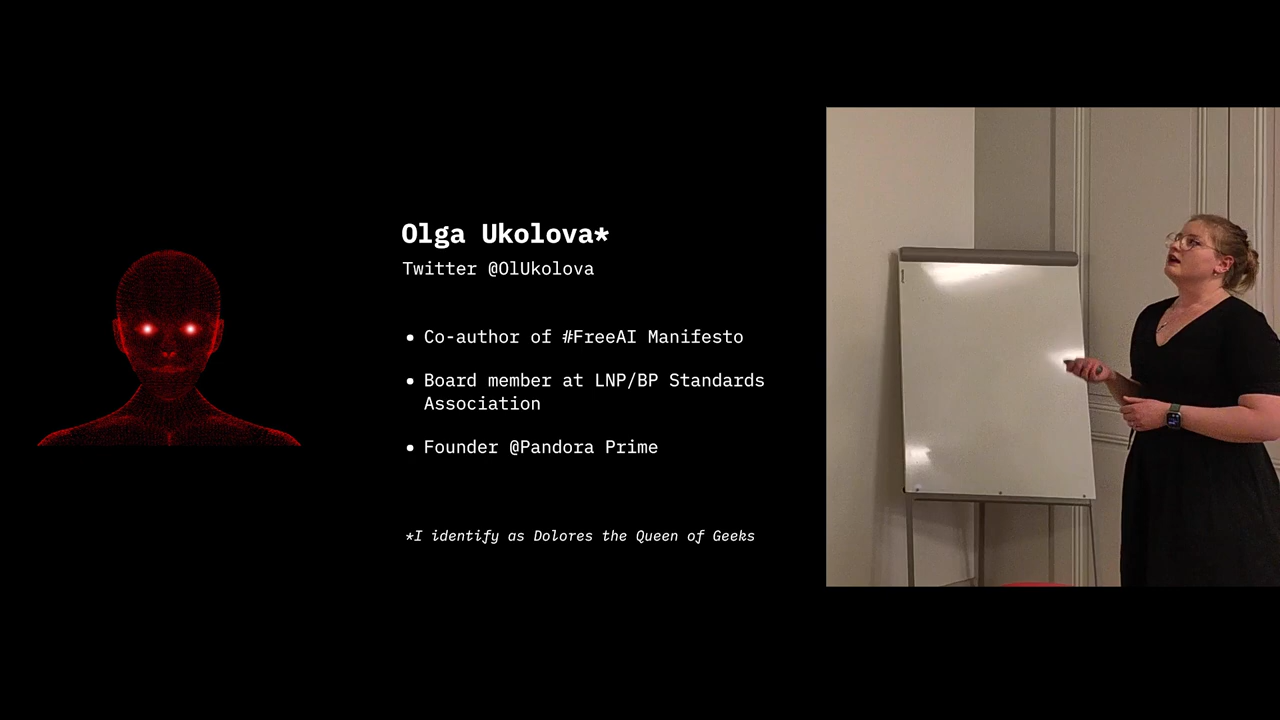 Olga Ukolova*
Twitter @OlUkolova
• Co-author of #FreeAI Manifesto
• Board member at LNP/BP Standards
Association
• Founder @Pandora Prime
*I identify as Dolores the Queen of Geeks